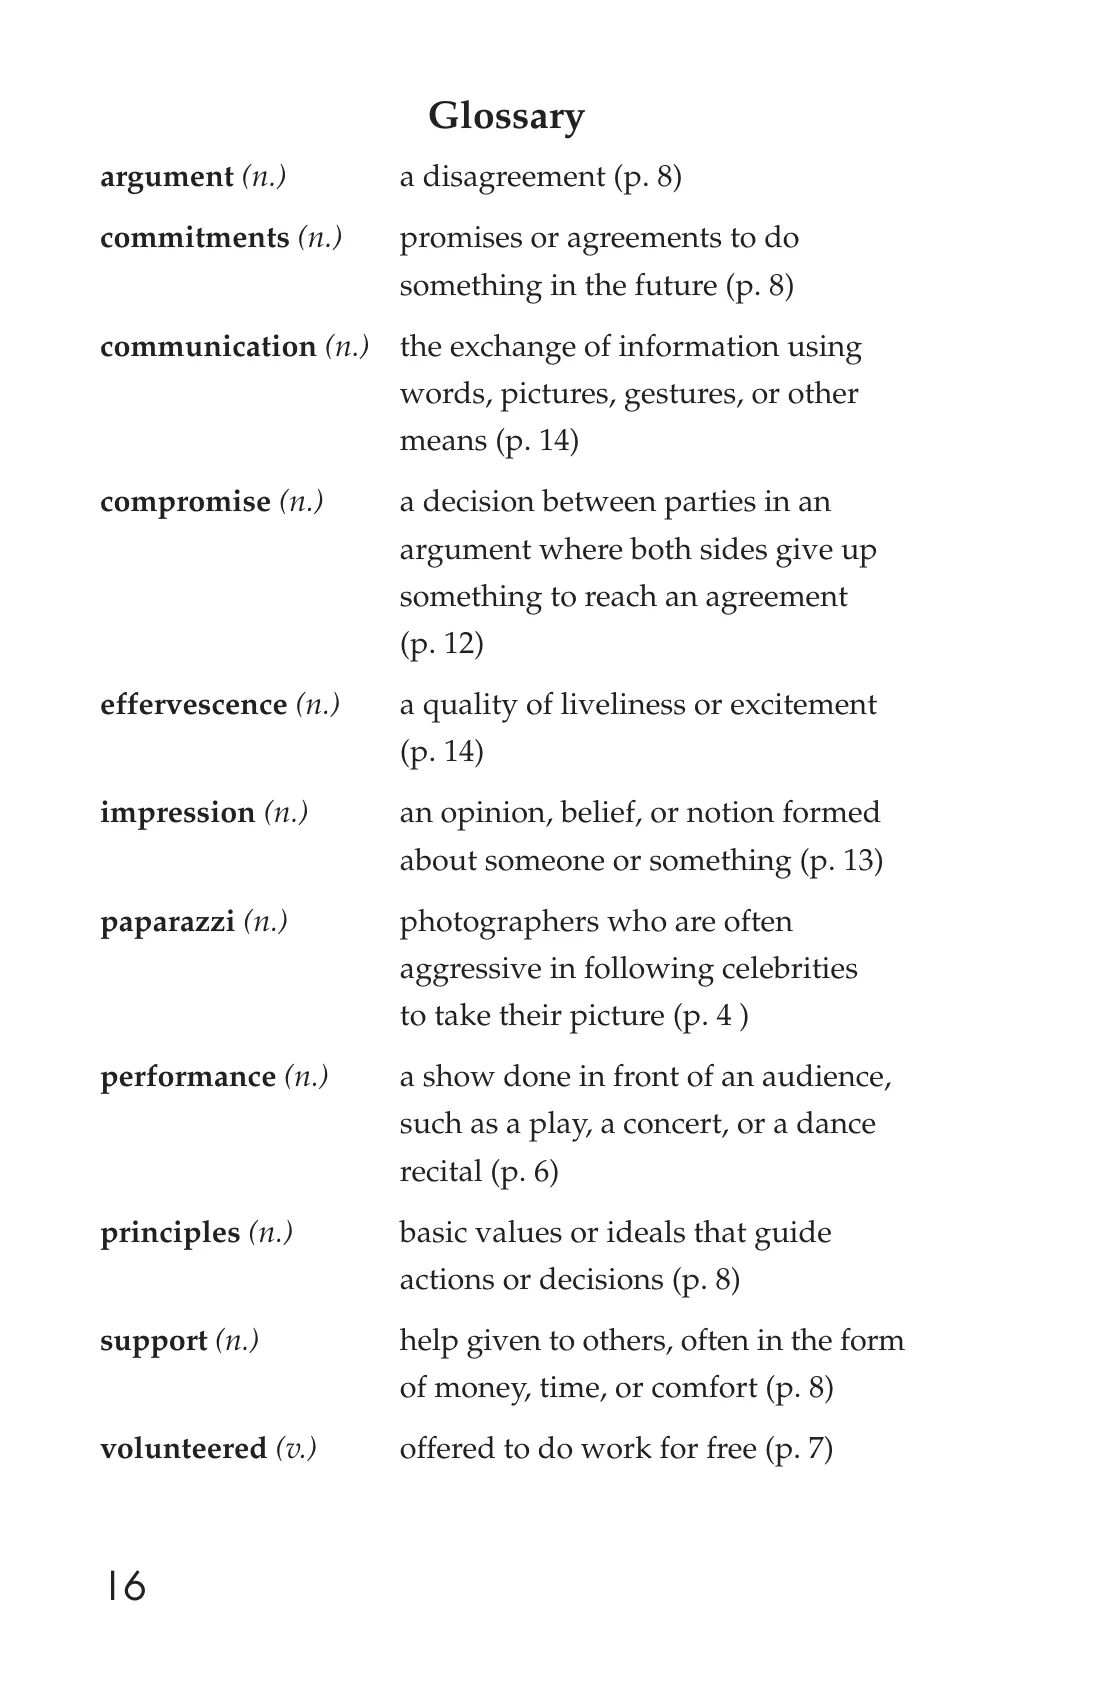 Glossary
argument (n.) a disagreement (p. 8)
commitments (n.) promises or agreements to do
something in the future (p. 8)
communication (n.) the exchange of information using
words, pictures, gestures, or other
means (p. 14)
compromise (n.) a decision between parties in an
argument where both sides give up
something to reach an agreement
(p. 12)
effervescence (n.) a quality of liveliness or excitement
(p. 14)
impression (n.) an opinion, belief, or notion formed
about someone or something (p. 13)
paparazzi (n.) photographers who are often
aggressive in following celebrities
to take their picture (p. 4 )
performance (n.) a show done in front of an audience,
such as a play, a concert, or a dance
recital (p. 6)
principles (n.) basic values or ideals that guide
actions or decisions (p. 8)
support (n.) help given to others, often in the form
of money, time, or comfort (p. 8)
volunteered (v.) offered to do work for free (p. 7)
16